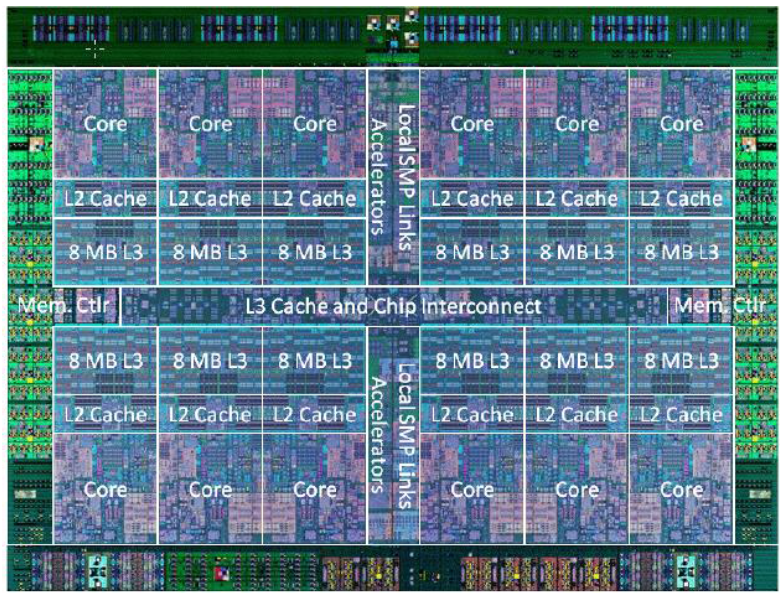 Core Core Core Core Core Core
L2 Cache L2 Cache L2 Cache L2 Cache L2 Cache L2 Cache
8 MB L3 8 MB L3 8 MB L3 8 MB L3 8 MB L3 8 MB L3
Accelerators
Local SMP Links
Mem. Ctlr L3 Cache and Chip Interconnect Mem. Ctlr
8 MB L3 8 MB L3 8 MB L3 8 MB L3 8 MB L3 8 MB L3
L2 Cache L2 Cache L2 Cache L2 Cache L2 Cache L2 Cache
Core Core Core Core Core Core
Accelerators
Local SMP Links